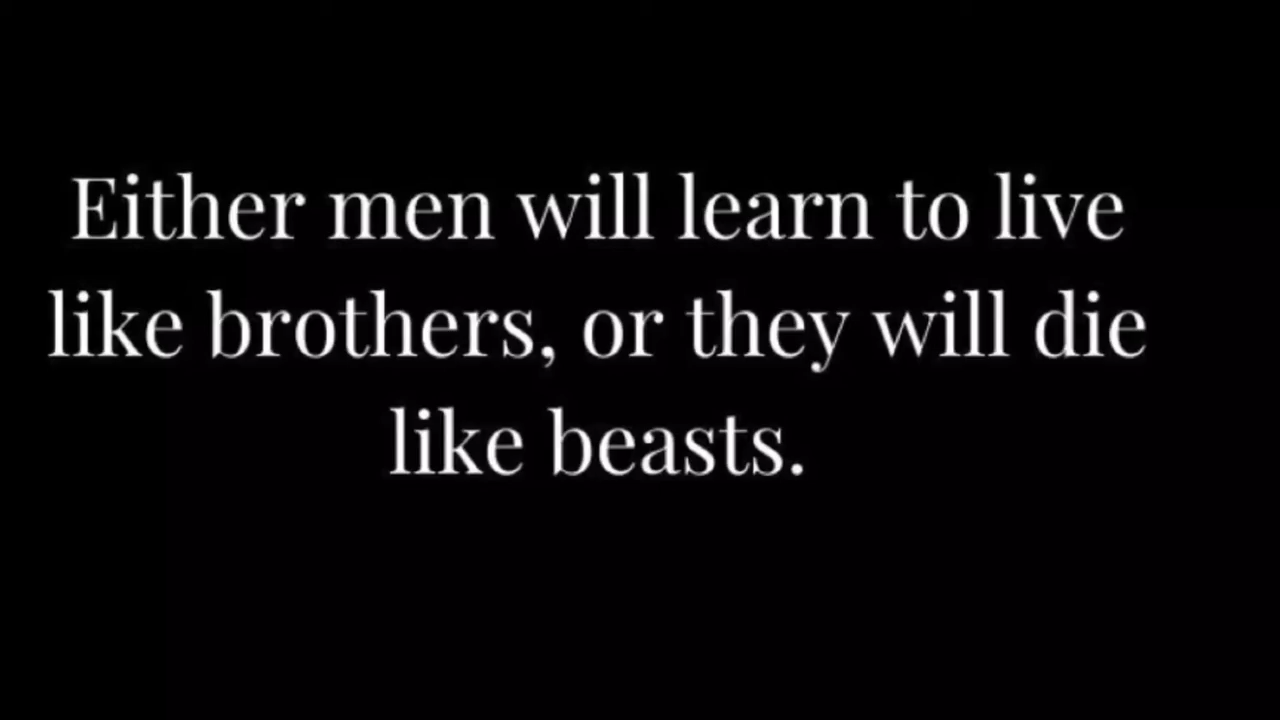 Either men will learn to live
like brothers, or they will die
like beasts.